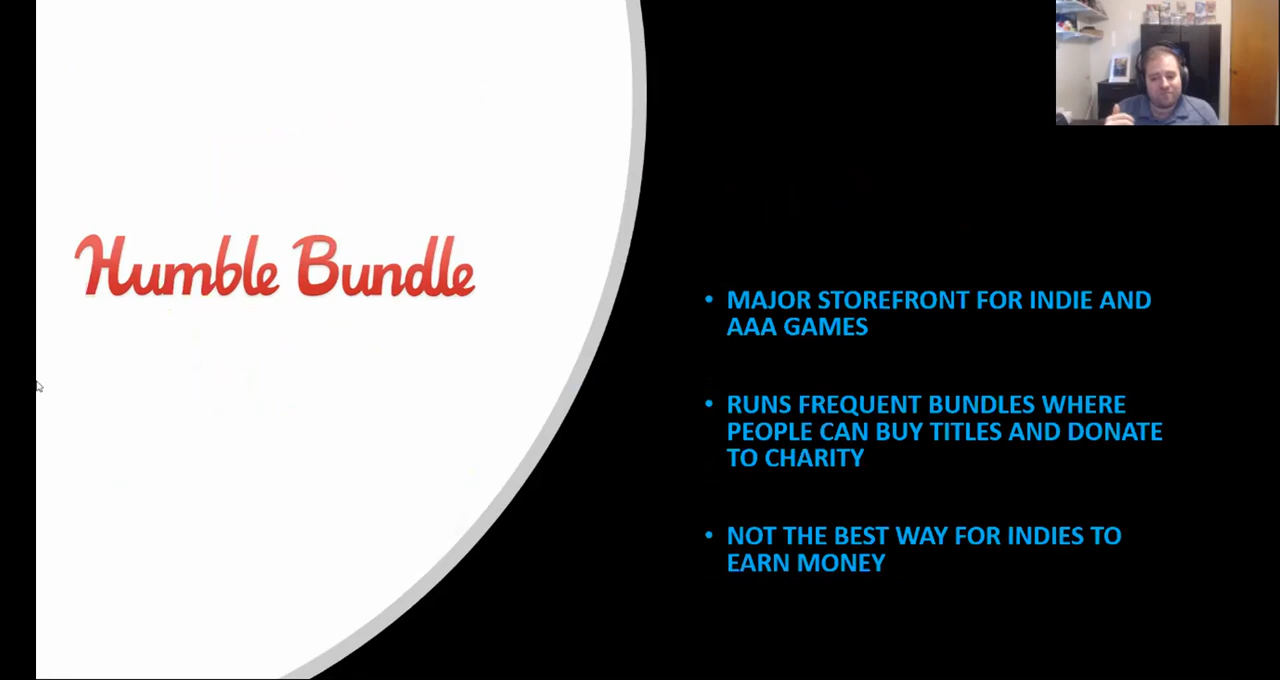 Humble Bundle
• MAJOR STOREFRONT FOR INDIE AND
AAA GAMES
• RUNS FREQUENT BUNDLES WHERE
PEOPLE CAN BUY TITLES AND DONATE
TO CHARITY
• NOT THE BEST WAY FOR INDIES TO
EARN MONEY